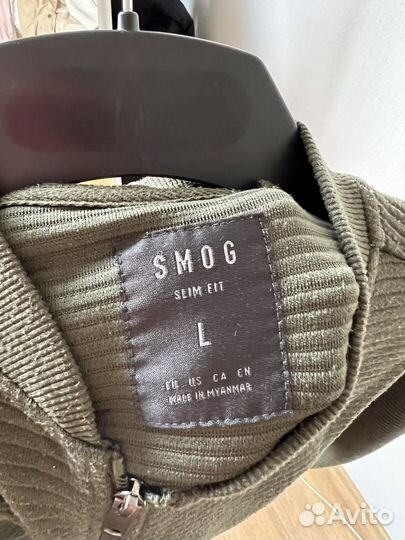 SMOG
SLIM FIT
L
EU US CA CN
MADE IN MYANMAR
Avito